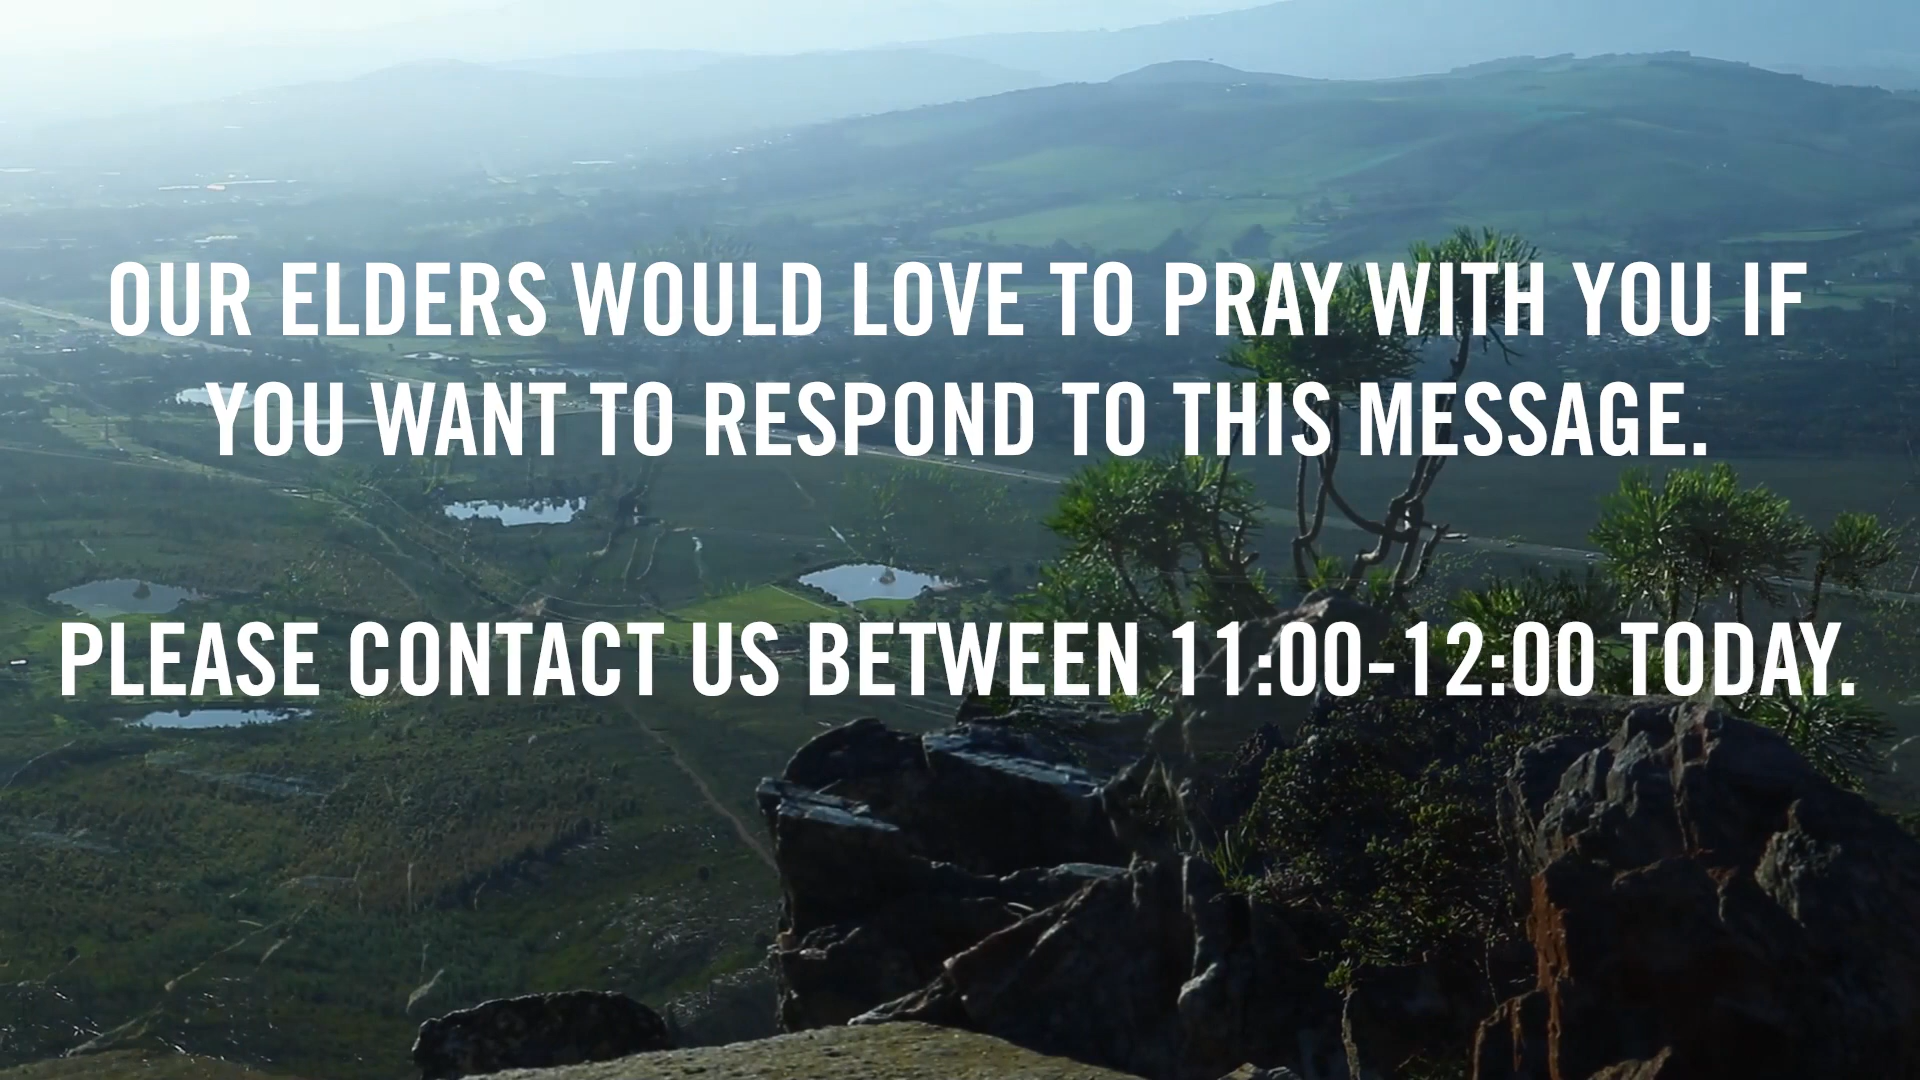 OUR ELDERS WOULD LOVE TO PRAY WITH YOU IF
YOU WANT TO RESPOND TO THIS MESSAGE.
PLEASE CONTACT US BETWEEN 11:00-12:00 TODAY.